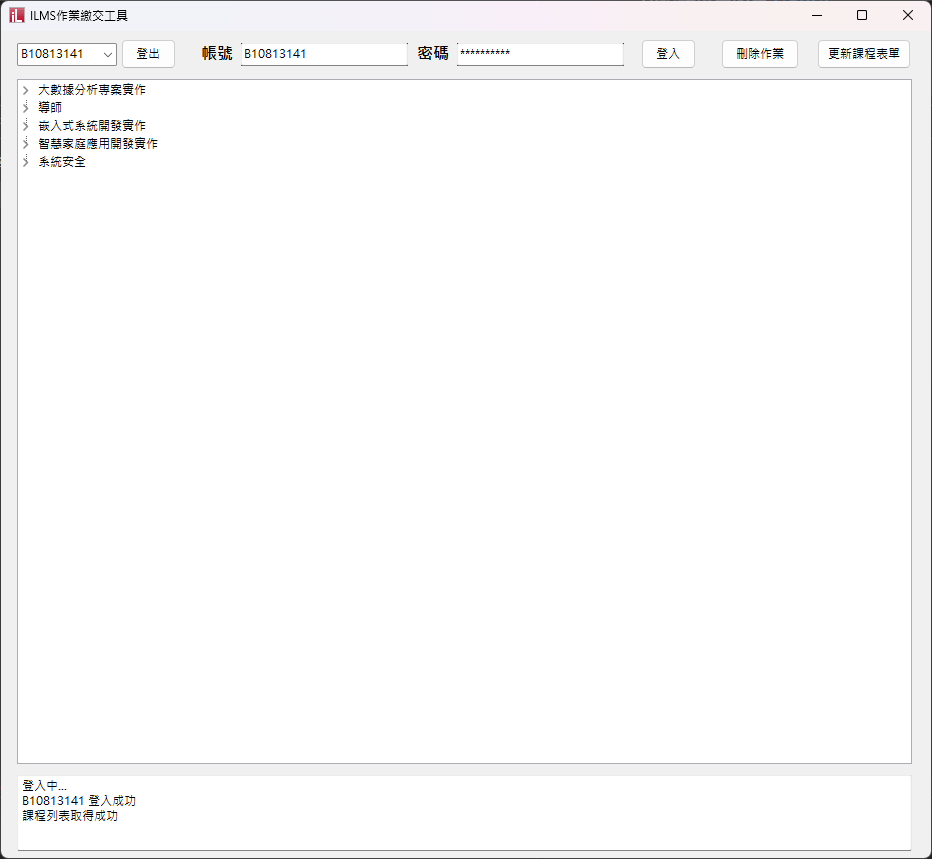 iL ILMS作業繳交工具
B10813141 登出 帳號 B10813141 密碼 ********** 登入 刪除作業 更新課程表單
大數據分析專案實作
導師
嵌入式系統開發實作
智慧家庭應用開發實作
系統安全
登入中...
B10813141 登入成功
課程列表取得成功